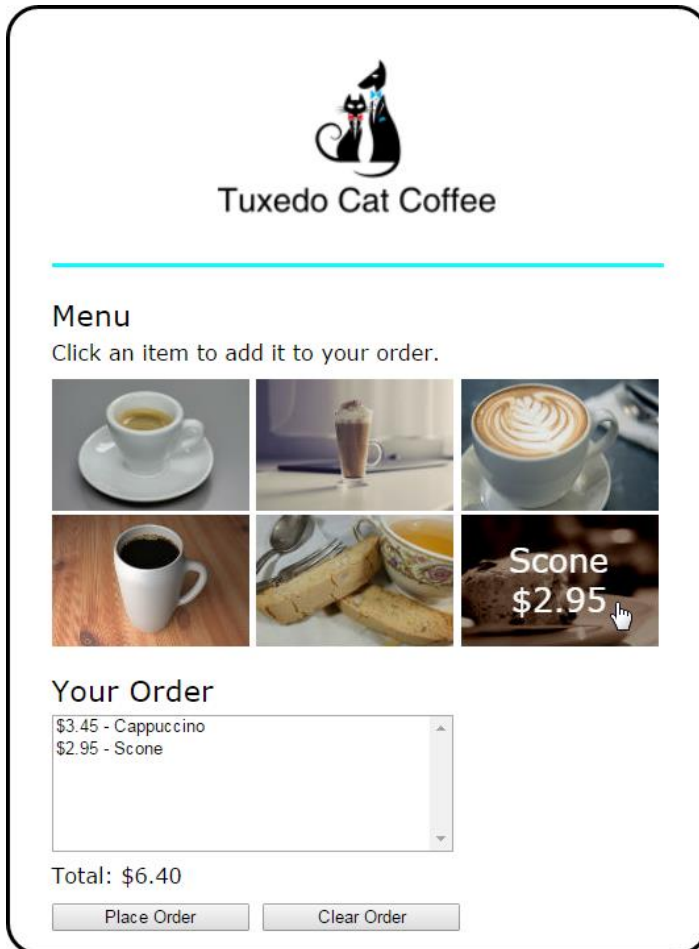 Tuxedo Cat Coffee
Menu
Click an item to add it to your order.
Scone
$2.95
Your Order
$3.45 - Cappuccino
$2.95 - Scone
Total: $6.40
Place Order
Clear Order